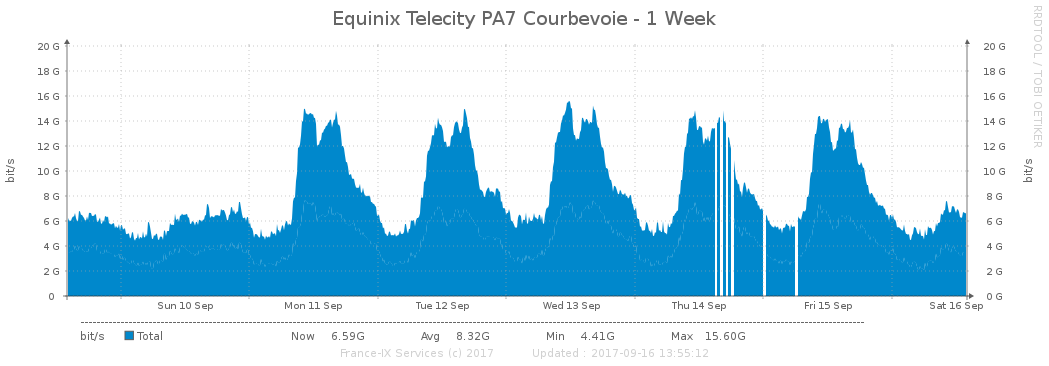 Equinix Telecity PA7 Courbevoie - 1 Week
RRDTOOL / TOBI OETIKER
20 G 20 G
18 G 18 G
16 G 16 G
14 G 14 G
12 G 12 G
10 G 10 G
8 G 8 G
6 G 6 G
4 G 4 G
2 G 2 G
0 0 G
bit/s bit/s
Sun 10 Sep Mon 11 Sep Tue 12 Sep Wed 13 Sep Thu 14 Sep Fri 15 Sep Sat 16 Sep
bit/s Total Now 6.59G Avg 8.32G Min 4.41G Max 15.60G
France-IX Services (c) 2017 Updated : 2017-09-16 13:55:12